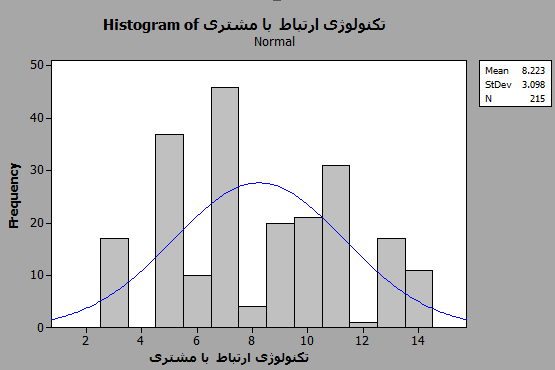 Histogram of تکنولوژی ارتباط با مشتری
Normal
Mean 8.223
StDev 3.098
N 215
Frequency
50
40
30
20
10
0
2 4 6 8 10 12 14
تکنولوژی ارتباط با مشتری